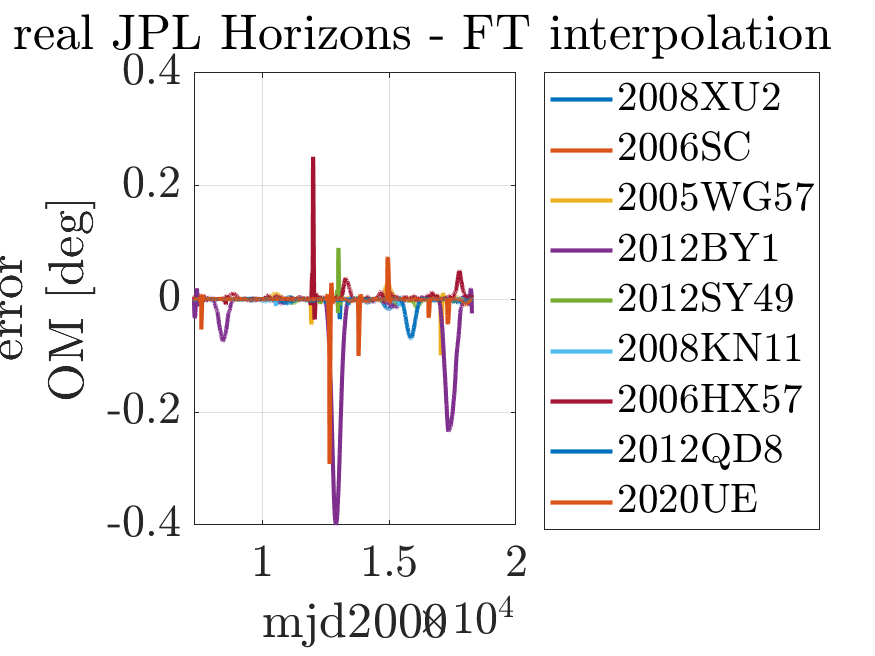 real JPL Horizons - FT interpolation
0.4
0.2
0
-0.2
-0.4
error
OM [deg]
1
1.5
2
mjd2000
×10^4
2008XU2
2006SC
2005WG57
2012BY1
2012SY49
2008KN11
2006HX57
2012QD8
2020UE